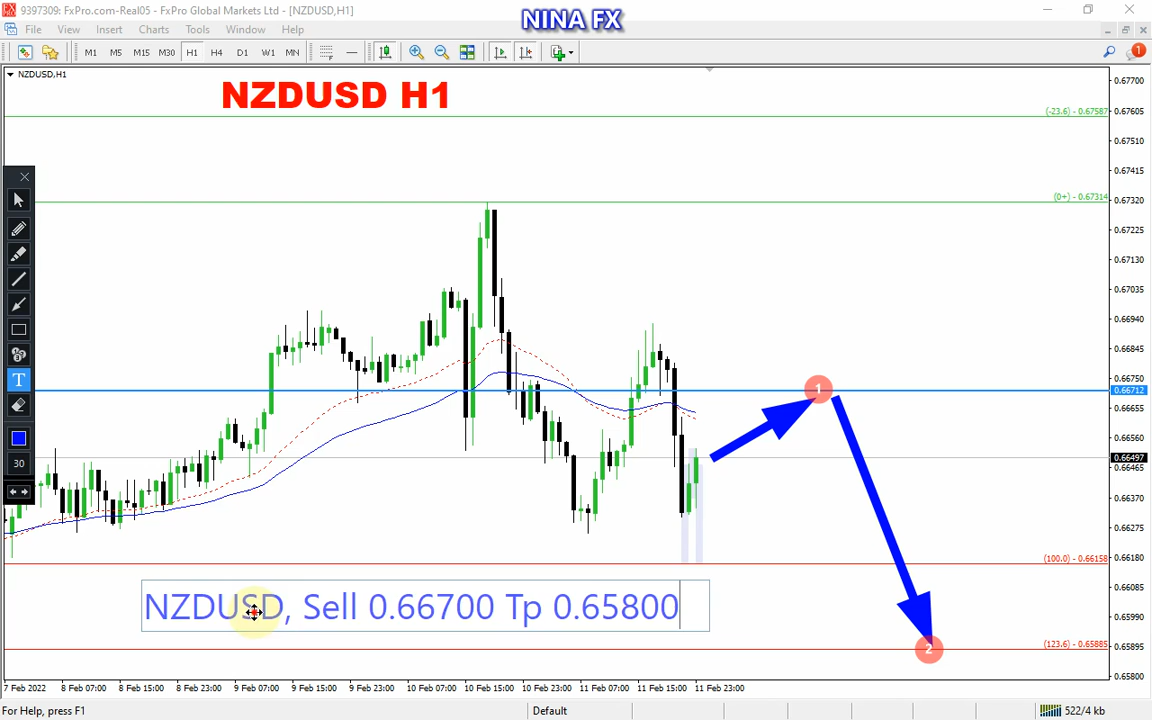 9397309: FxPro.com-Real05 - FxPro Global Markets Ltd - [NZDUSD,H1]
NINA FX
File View Insert Charts Tools Window Help
M1 M5 M15 M30 H1 H4 D1 W1 MN
1
NZDUSD,H1
NZDUSD H1
0.67700
(-23.6) - 0.67587
0.67605
0.67510
0.67415
(0+) - 0.67314
0.67320
0.67225
0.67130
0.67035
0.66940
0.66845
0.66750
1
0.66712
T
0.66655
0.66560
30
0.66497
0.66465
0.66370
0.66275
(100.0) - 0.66158
0.66180
0.66085
NZDUSD, Sell 0.66700 Tp 0.65800
0.65990
(123.6) - 0.65885
0.65895
2
0.65800
7 Feb 2022 8 Feb 07:00 8 Feb 15:00 8 Feb 23:00 9 Feb 07:00 9 Feb 15:00 9 Feb 23:00 10 Feb 07:00 10 Feb 15:00 10 Feb 23:00 11 Feb 07:00 11 Feb 15:00 11 Feb 23:00
For Help, press F1
Default
522/4 kb